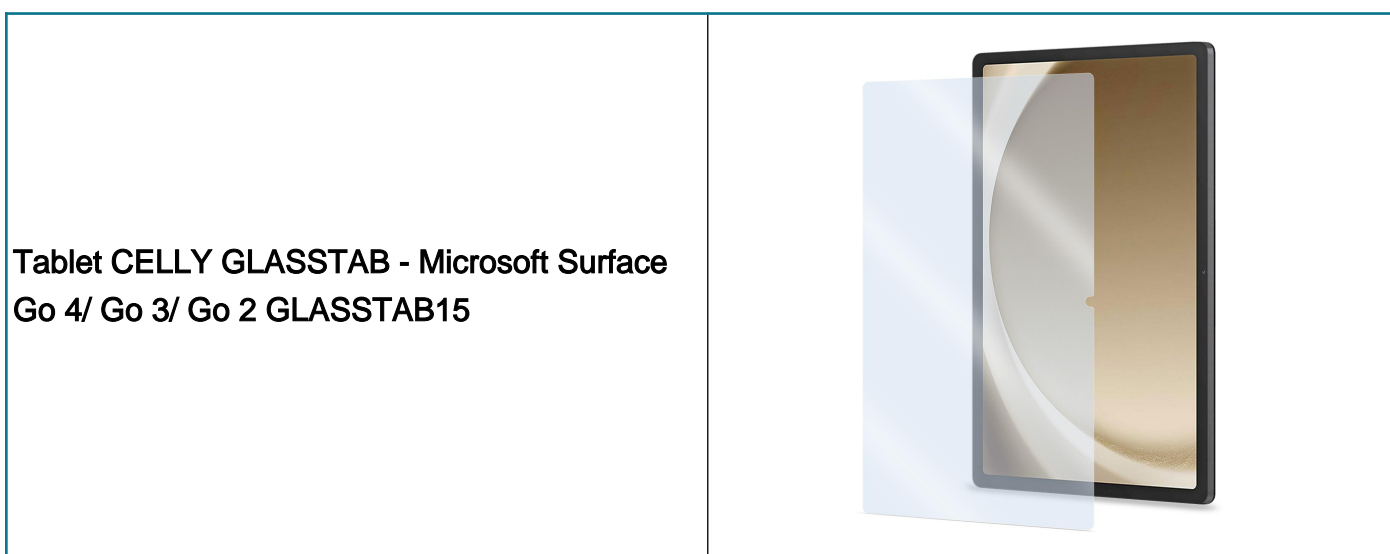 Tablet CELLY GLASSTAB - Microsoft Surface
Go 4/ Go 3/ Go 2 GLASSTAB15